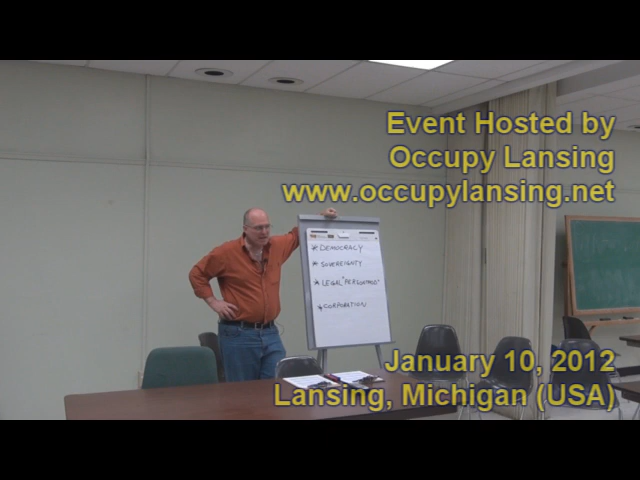 Event Hosted by
Occupy Lansing
www.occupylansing.net
* DEMOCRACY
* SOVEREIGNTY
* LEGAL "PERSONHOOD"
* CORPORATION
January 10, 2012
Lansing, Michigan (USA)